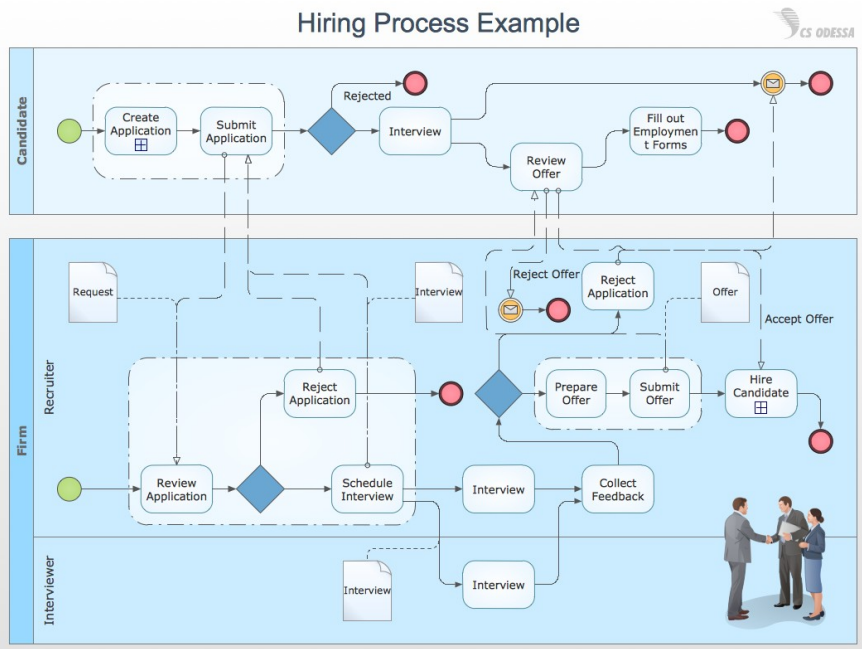 Hiring Process Example
CS ODESSA
Candidate
Create
Application
Submit
Application
Rejected
Interview
Review
Offer
Fill out
Employmen
t Forms
Firm
Recruiter
Request
Interview
Reject Offer
Reject
Application
Offer
Accept Offer
Reject
Application
Prepare
Offer
Submit
Offer
Hire
Candidate
Review
Application
Schedule
Interview
Interview
Collect
Feedback
Interviewer
Interview
Interview